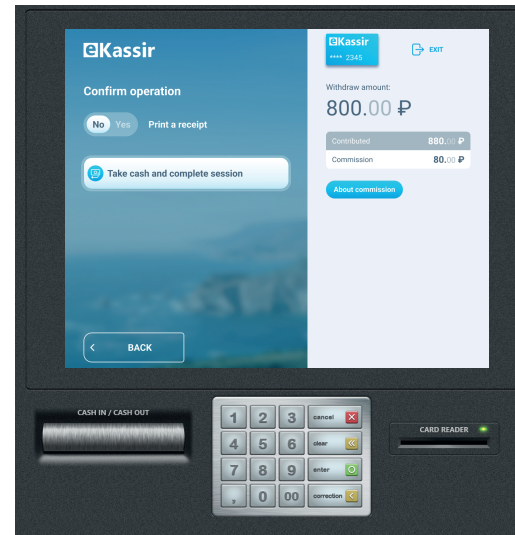 eKassir
Confirm operation
No Yes Print a receipt
Take cash and complete session
BACK
eKassir
**** 2345
EXIT
Withdraw amount:
800.00 ₽
Contributed 880.00 ₽
Commission 80.00 ₽
About commission
CASH IN / CASH OUT
1 2 3 cancel
4 5 6 clear
7 8 9 enter
, 0 00 correction
CARD READER